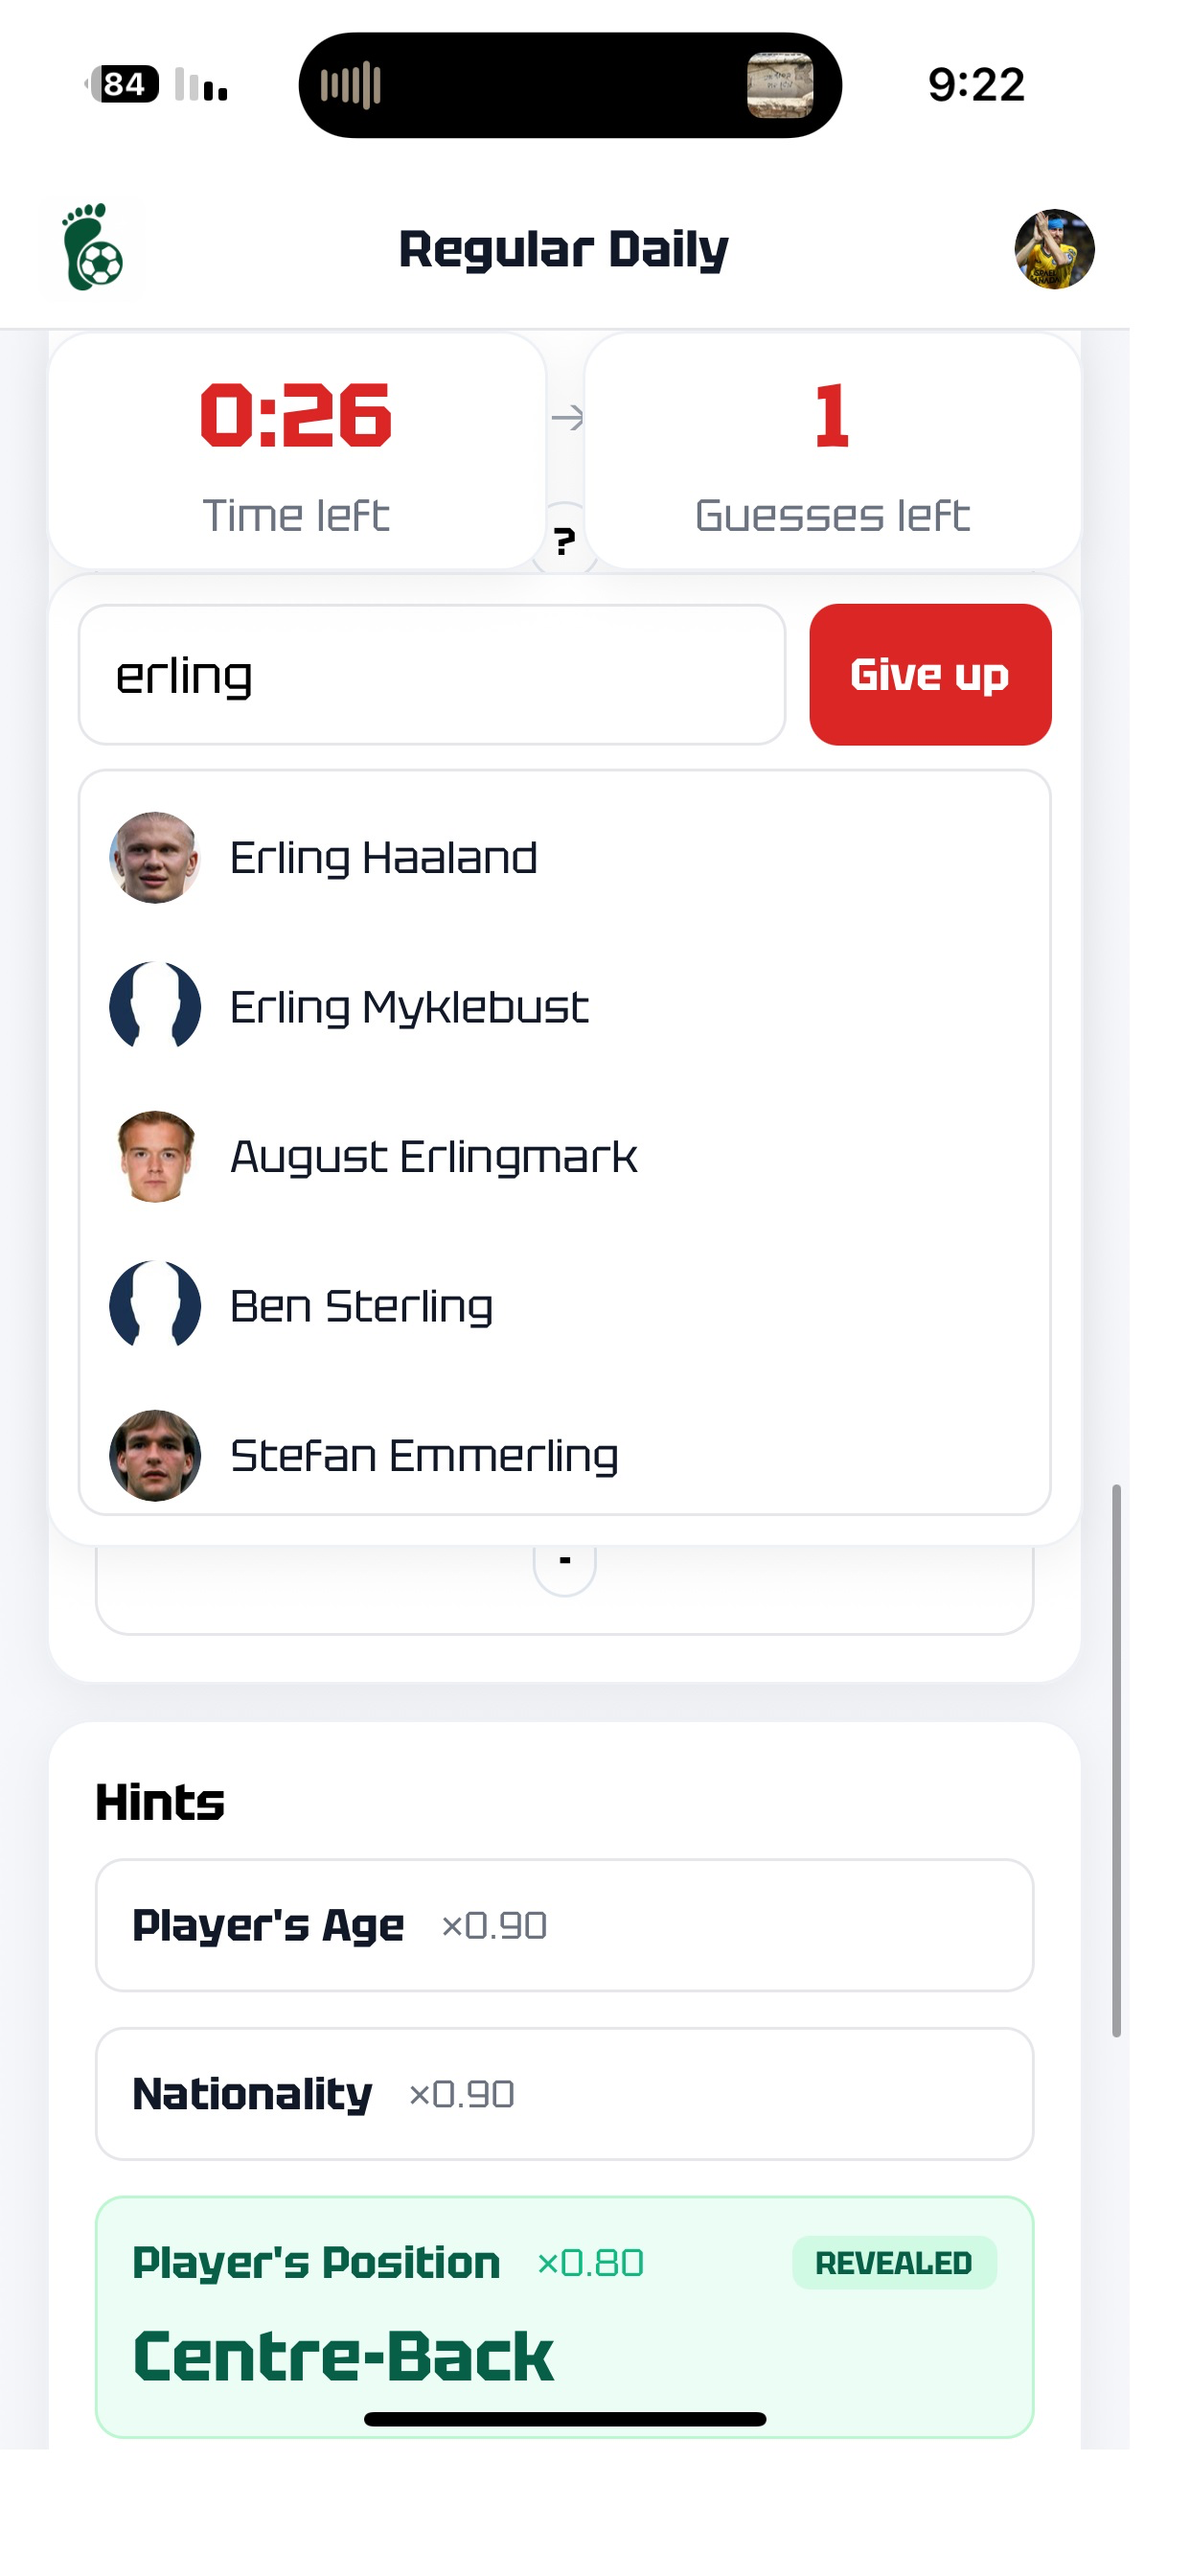 84
9:22
Regular Daily
0:26
→
1
Time left
Guesses left
?
erling
Give up
Erling Haaland
Erling Myklebust
August Erlingmark
Ben Sterling
Stefan Emmerling
-
Hints
Player's Age ×0.90
Nationality ×0.90
Player's Position ×0.80 REVEALED
Centre-Back